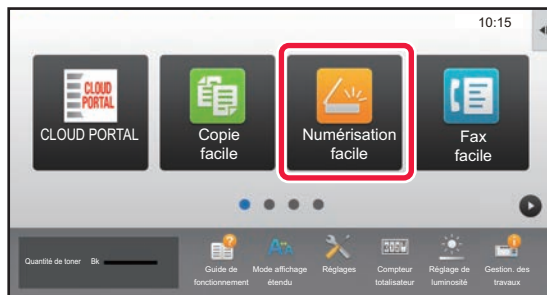 10:15
CLOUD
PORTAL
CLOUD PORTAL
Copie
facile
Numérisation
facile
Fax
facile
Quantité de toner Bk
Guide de
fonctionnement
Mode affichage
étendu
Réglages
Compteur
totalisateur
Réglage de
luminosité
Gestion. des
travaux